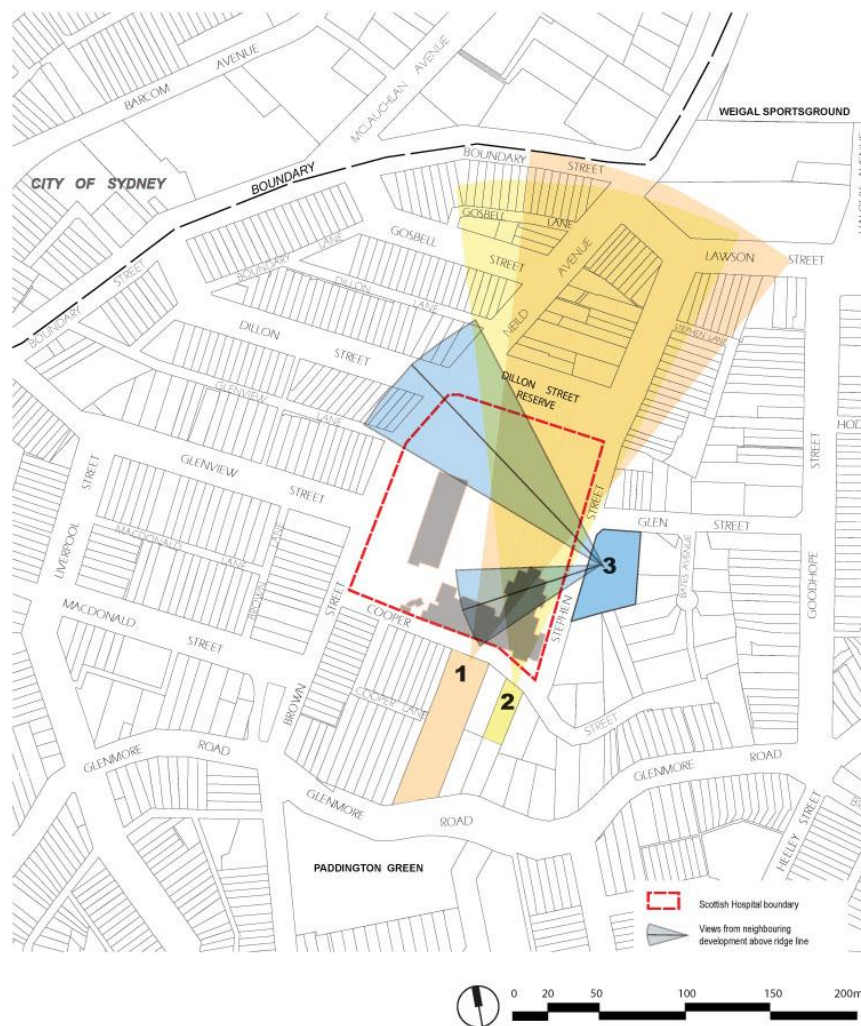 WEIGAL SPORTSGROUND
BARCOM AVENUE
MCLAUCHLAN AVENUE
CITY OF SYDNEY
BOUNDARY
BOUNDARY STREET
GOSBELL LANE
GOSBELL STREET
NEILD AVENUE
LAWSON STREET
STEPHEN LANE
BOUNDARY STREET
BOUNDARY LANE
DILLON LANE
DILLON STREET
DILLON STREET
RESERVE
GLENVIEW LANE
GLENVIEW STREET
HOD
LIVERPOOL STREET
MACDONALD LANE
MACDONALD STREET
BROWN LANE
BROWN STREET
COOPER STREET
COOPER LANE
STEPHEN STREET
GLEN STREET
BATES AVENUE
GOODHOPE STREET
3
1
2
GLENMORE ROAD
GLENMORE ROAD
GLENMORE ROAD
HEELEY STREET
PADDINGTON GREEN
Scottish Hospital boundary
Views from neighbouring
development above ridge line
0 20 50 100 150 200m